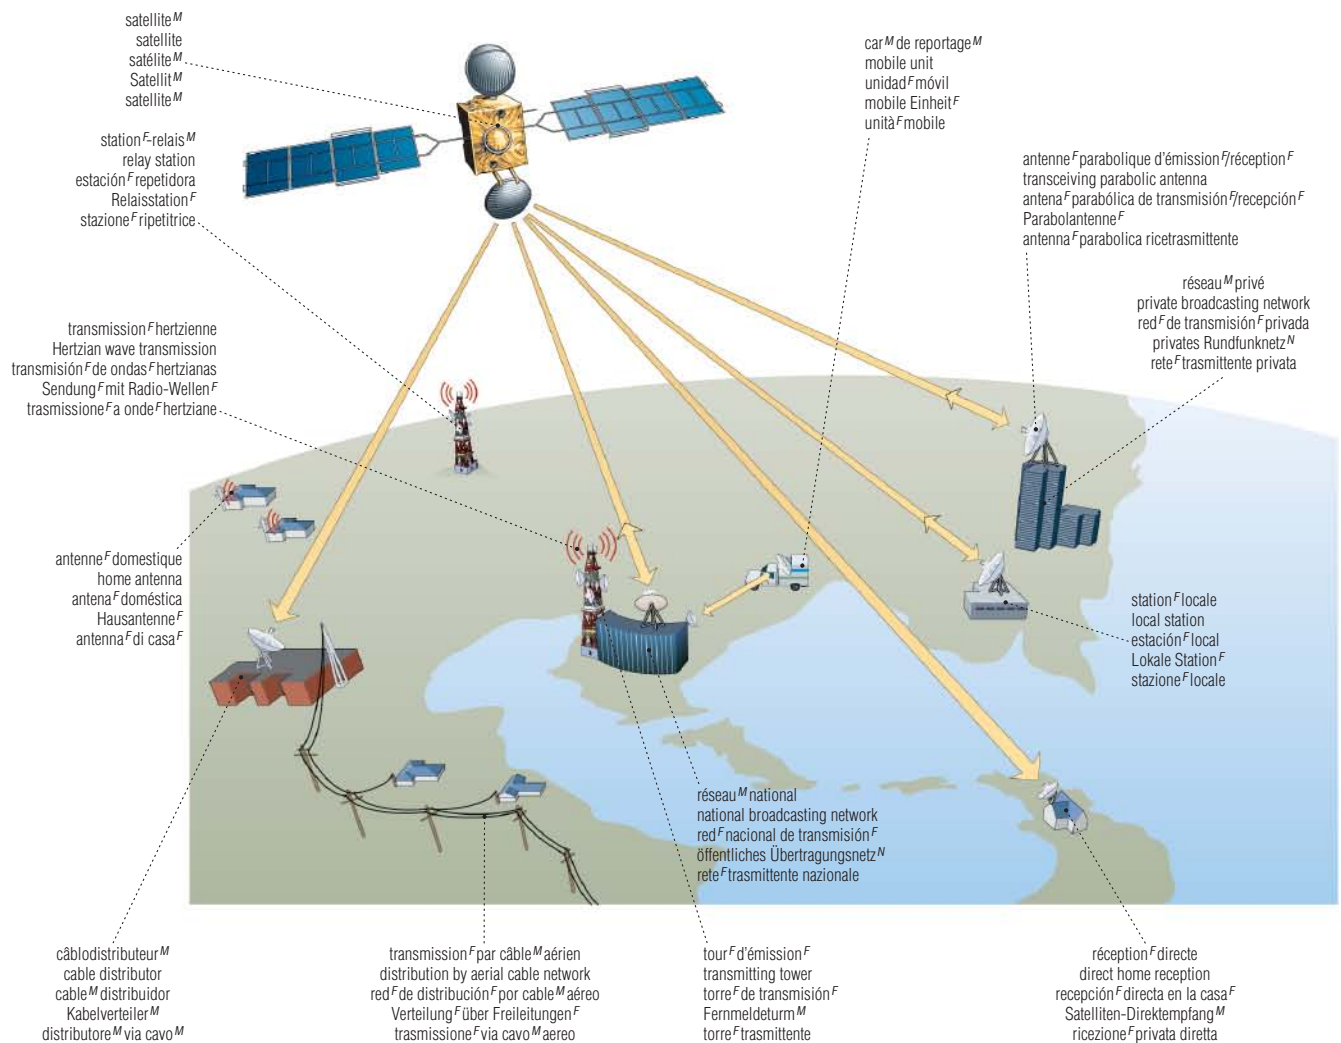 satellite M
satellite
satélite M
Satellit M
satellite M
station F-relais M
relay station
estación F repetidora
Relaisstation F
stazione F ripetitrice
transmission F hertzienne
Hertzian wave transmission
transmisión F de ondas F hertzianas
Sendung F mit Radio-Wellen F
trasmissione F a onde F hertziane
antenne F domestique
home antenna
antena F doméstica
Hausantenne F
antenna F di casa F
car M de reportage M
mobile unit
unidad F móvil
mobile Einheit F
unità F mobile
antenne F parabolique d'émission F/réception F
transceiving parabolic antenna
antena F parabólica de transmisión F/recepción F
Parabolantenne F
antenna F parabolica ricetrasmittente
réseau M privé
private broadcasting network
red F de transmisión F privada
privates Rundfunknetz N
rete F trasmittente privata
station F locale
local station
estación F local
Lokale Station F
stazione F locale
réseau M national
national broadcasting network
red F nacional de transmisión F
öffentliches Übertragungsnetz N
rete F trasmittente nazionale
câblodistributeur M
cable distributor
cable M distribuidor
Kabelverteiler M
distributore M via cavo M
transmission F par câble M aérien
distribution by aerial cable network
red F de distribución F por cable M aéreo
Verteilung F über Freileitungen F
trasmissione F via cavo M aereo
tour F d'émission F
transmitting tower
torre F de transmisión F
Fernmeldeturm M
torre F trasmittente
réception F directe
direct home reception
recepción F directa en la casa F
Satelliten-Direktempfang M
ricezione F privata diretta